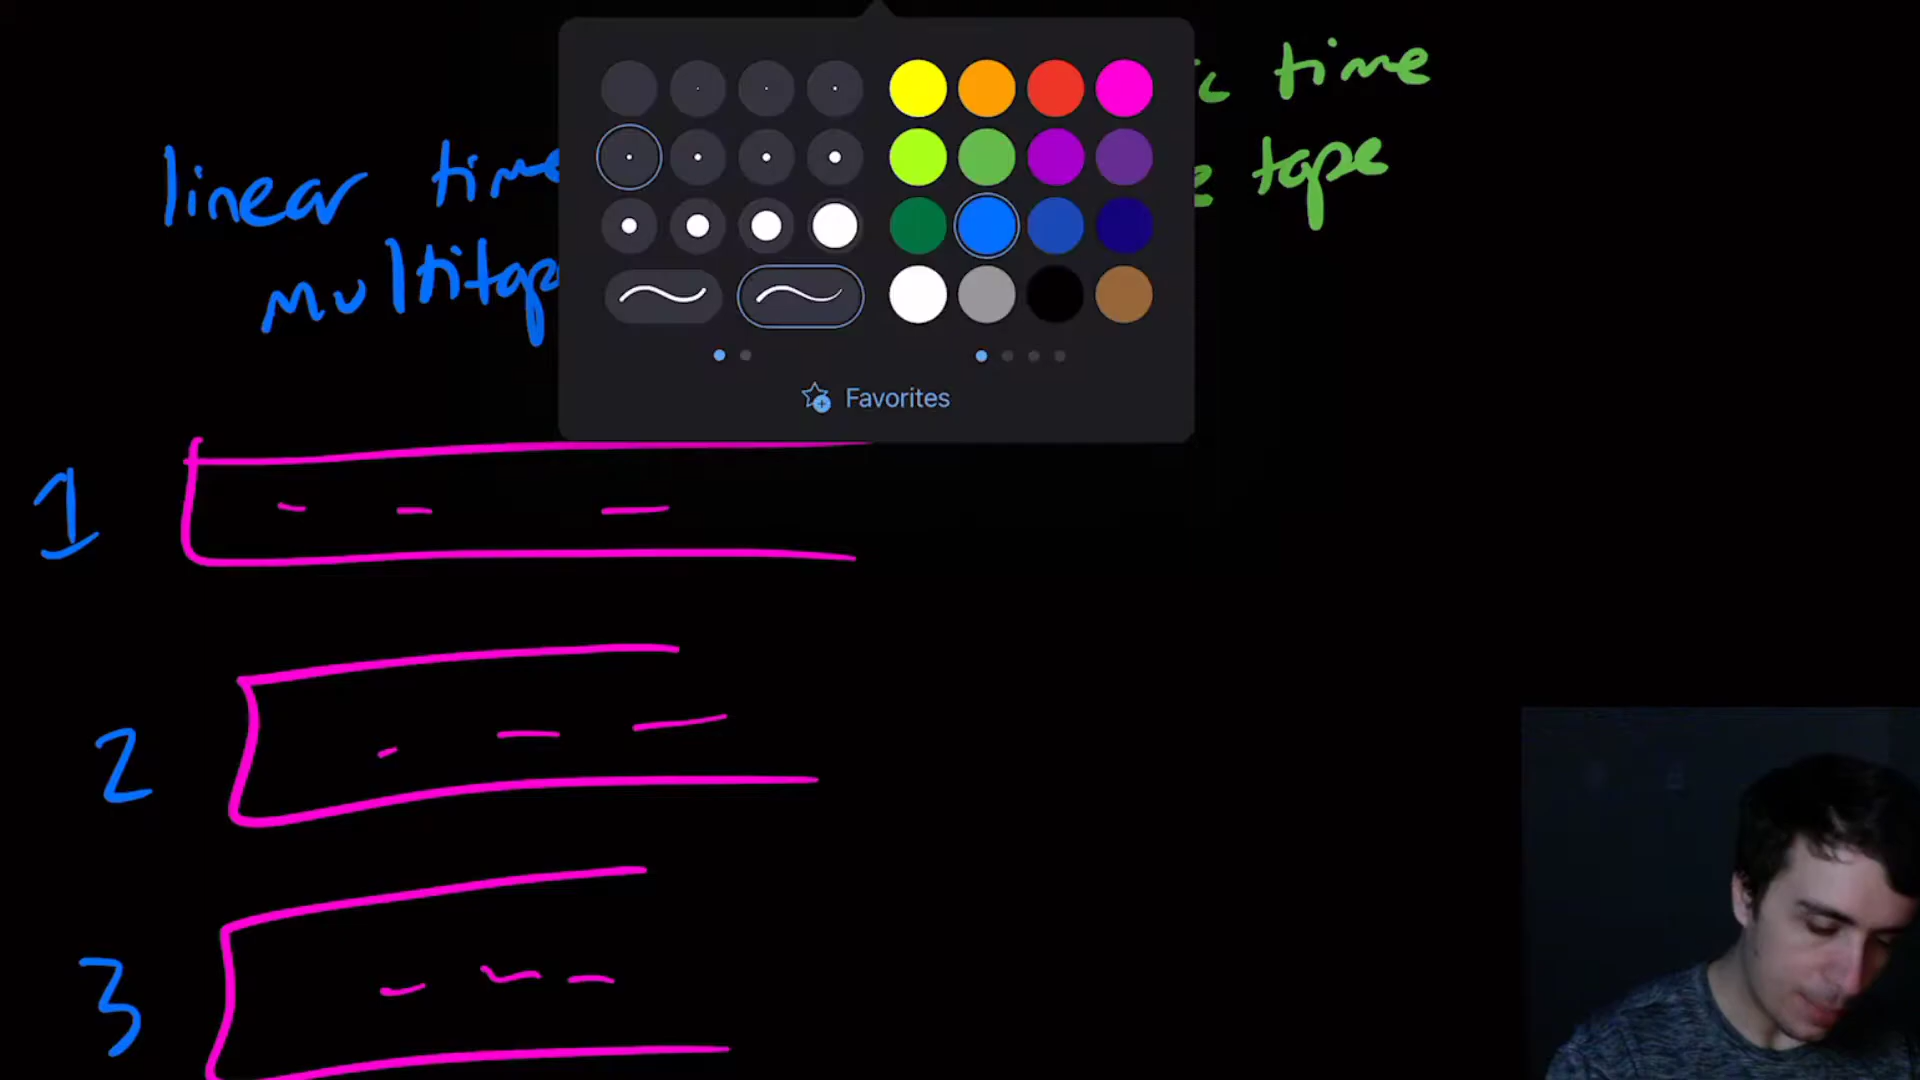 time
linear time
tape
multitape
Favorites
1
2
3